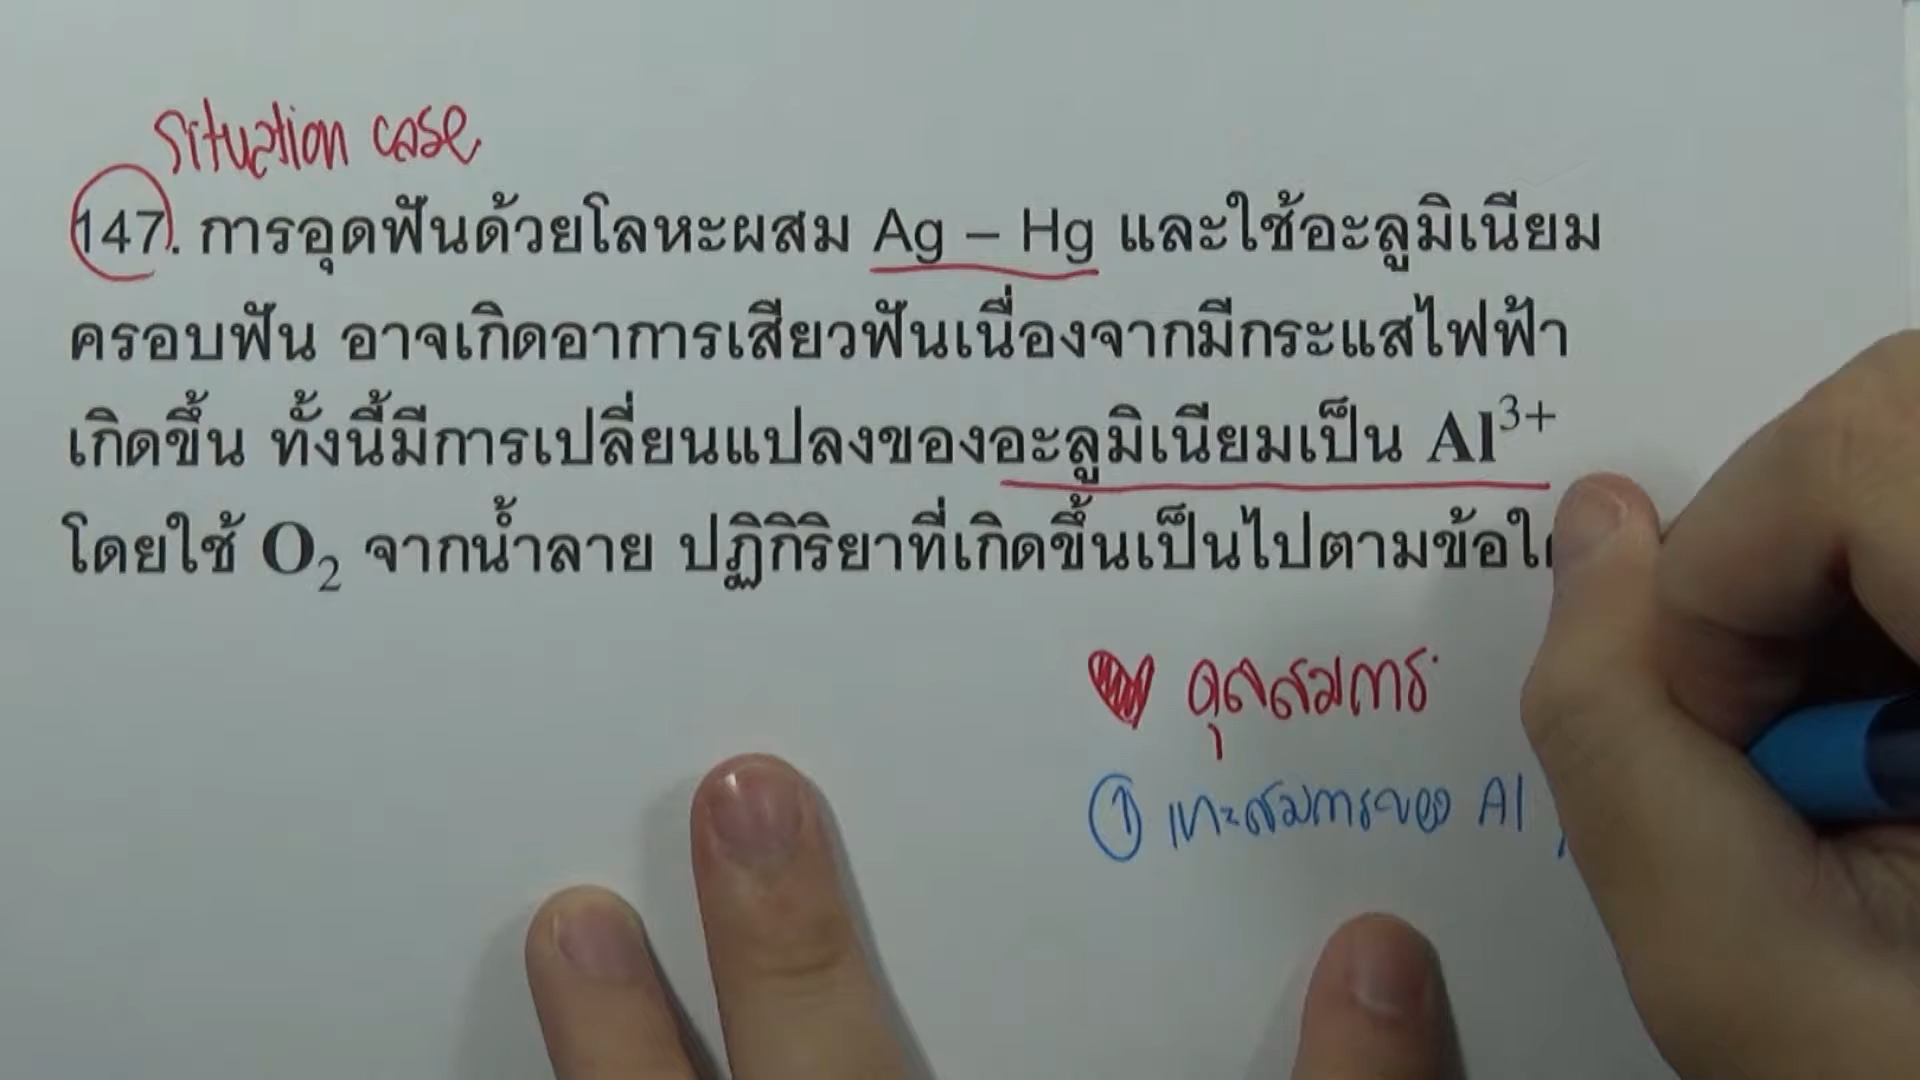 situation case
147. การอุดฟันด้วยโลหะผสม Ag – Hg และใช้อะลูมิเนียม
ครอบฟัน อาจเกิดอาการเสียวฟันเนื่องจากมีกระแสไฟฟ้า
เกิดขึ้น ทั้งนี้มีการเปลี่ยนแปลงของอะลูมิเนียมเป็น Al³⁺
โดยใช้ O₂ จากน้ำลาย ปฏิกิริยาที่เกิดขึ้นเป็นไปตามข้อใ
ดุลสมการ
① สมการของ Al